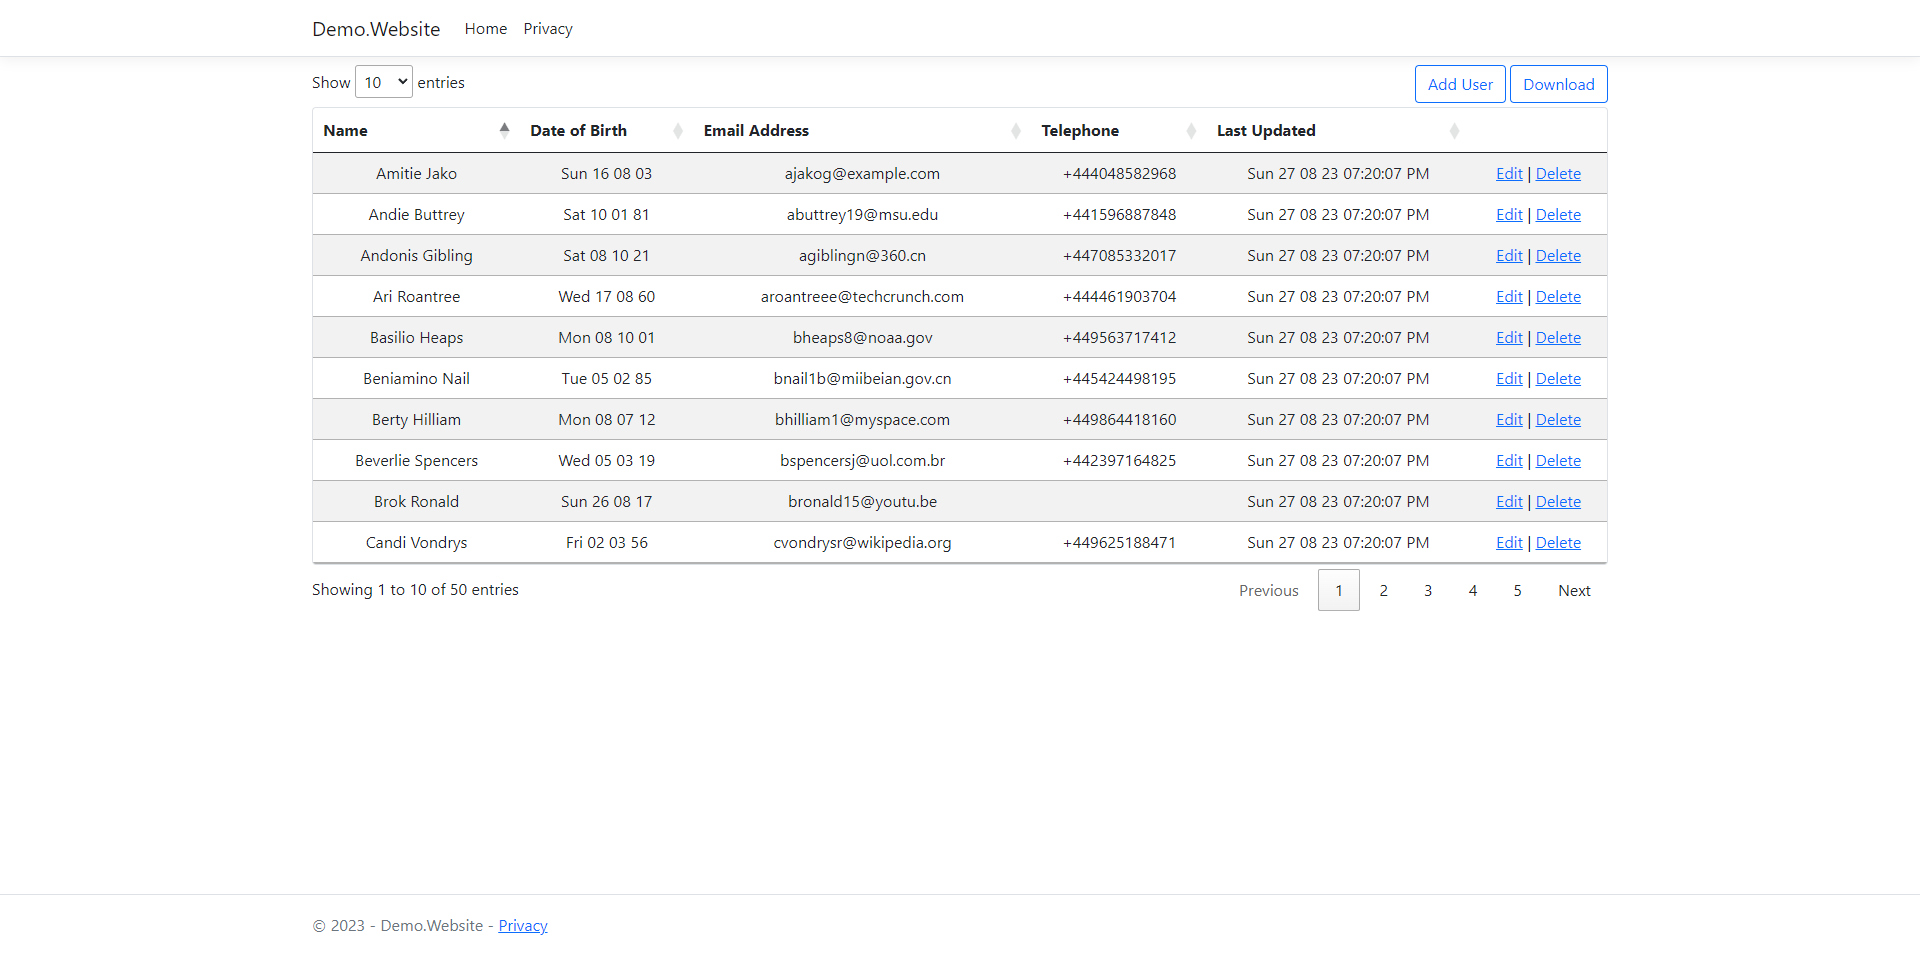 Demo.Website Home Privacy
Show 10 entries Add User Download
Name Date of Birth Email Address Telephone Last Updated
Amitie Jako Sun 16 08 03 ajakog@example.com +444048582968 Sun 27 08 23 07:20:07 PM Edit | Delete
Andie Buttrey Sat 10 01 81 abuttrey19@msu.edu +441596887848 Sun 27 08 23 07:20:07 PM Edit | Delete
Andonis Gibling Sat 08 10 21 agiblingn@360.cn +447085332017 Sun 27 08 23 07:20:07 PM Edit | Delete
Ari Roantree Wed 17 08 60 aroantreee@techcrunch.com +444461903704 Sun 27 08 23 07:20:07 PM Edit | Delete
Basilio Heaps Mon 08 10 01 bheaps8@noaa.gov +449563717412 Sun 27 08 23 07:20:07 PM Edit | Delete
Beniamino Nail Tue 05 02 85 bnail1b@miibeian.gov.cn +445424498195 Sun 27 08 23 07:20:07 PM Edit | Delete
Berty Hilliam Mon 08 07 12 bhilliam1@myspace.com +449864418160 Sun 27 08 23 07:20:07 PM Edit | Delete
Beverlie Spencers Wed 05 03 19 bspencersj@uol.com.br +442397164825 Sun 27 08 23 07:20:07 PM Edit | Delete
Brok Ronald Sun 26 08 17 bronald15@youtu.be Sun 27 08 23 07:20:07 PM Edit | Delete
Candi Vondrys Fri 02 03 56 cvondrysr@wikipedia.org +449625188471 Sun 27 08 23 07:20:07 PM Edit | Delete
Showing 1 to 10 of 50 entries Previous 1 2 3 4 5 Next
© 2023 - Demo.Website - Privacy